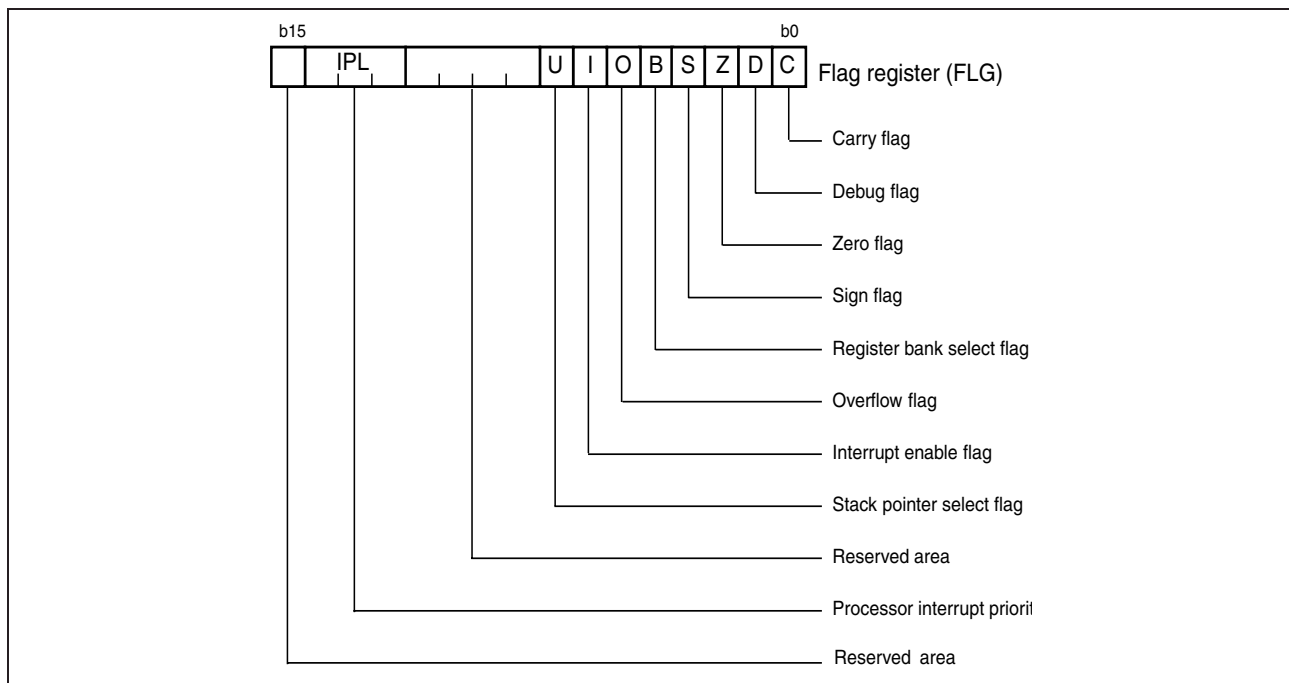 b15 b0
IPL U I O B S Z D C Flag register (FLG)
Carry flag
Debug flag
Zero flag
Sign flag
Register bank select flag
Overflow flag
Interrupt enable flag
Stack pointer select flag
Reserved area
Processor interrupt priorit
Reserved area